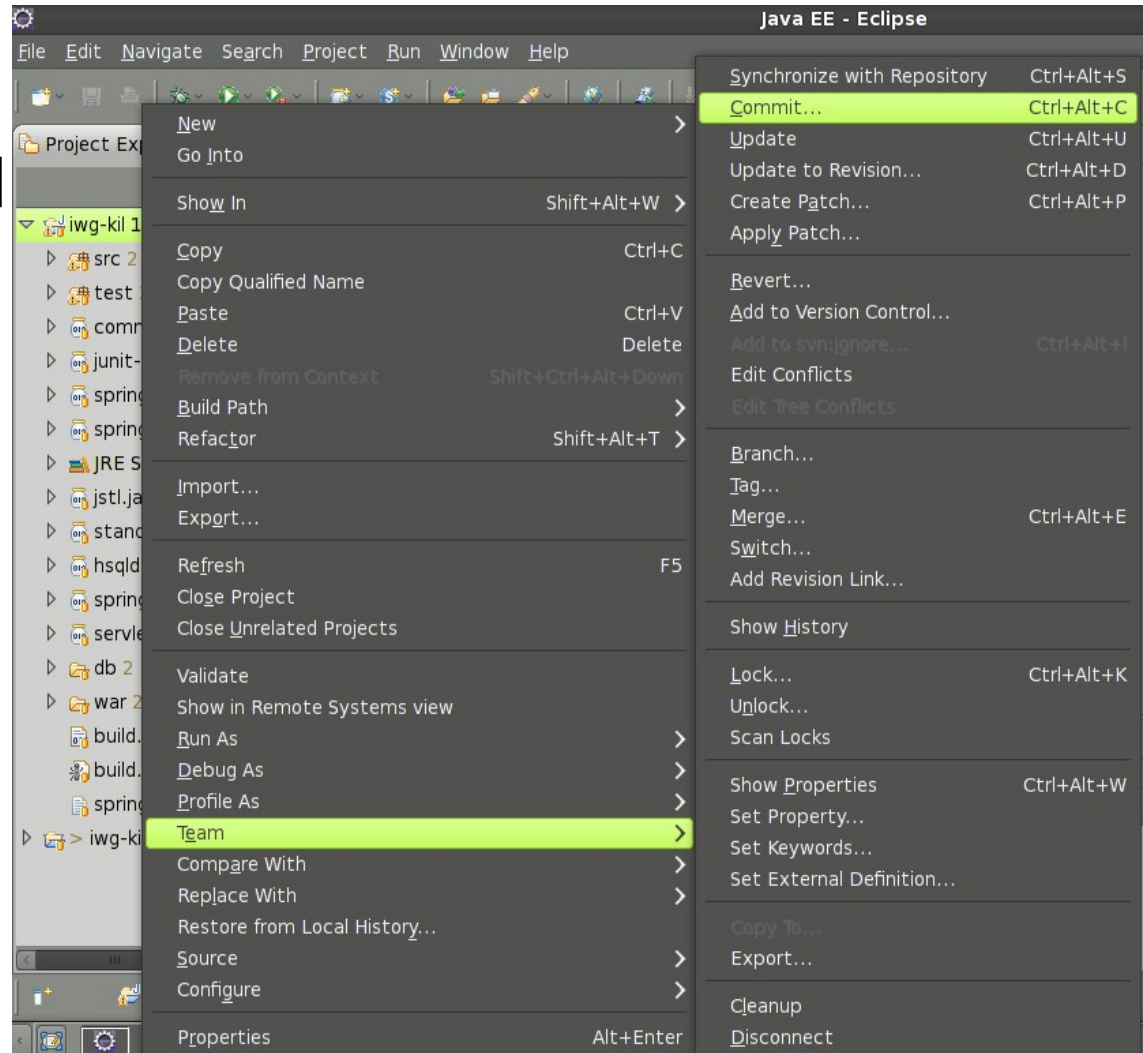 Java EE - Eclipse
File Edit Navigate Search Project Run Window Help
Project Exp
iwg-kil 1
src 2
test
comm
junit-
spring
spring
JRE S
jstl.ja
stand
hsqld
spring
servle
db 2
war 2
build.
build.
spring
> iwg-ki
New
Go Into
Show In Shift+Alt+W
Copy Ctrl+C
Copy Qualified Name
Paste Ctrl+V
Delete Delete
Remove from Context Shift+Ctrl+Alt+Down
Build Path
Refactor Shift+Alt+T
Import...
Export...
Refresh F5
Close Project
Close Unrelated Projects
Validate
Show in Remote Systems view
Run As
Debug As
Profile As
Team
Compare With
Replace With
Restore from Local History...
Source
Configure
Properties Alt+Enter
Synchronize with Repository Ctrl+Alt+S
Commit... Ctrl+Alt+C
Update Ctrl+Alt+U
Update to Revision... Ctrl+Alt+D
Create Patch... Ctrl+Alt+P
Apply Patch...
Revert...
Add to Version Control...
Add to svn:ignore... Ctrl+Alt+I
Edit Conflicts
Edit Tree Conflicts
Branch...
Tag...
Merge... Ctrl+Alt+E
Switch...
Add Revision Link...
Show History
Lock... Ctrl+Alt+K
Unlock...
Scan Locks
Show Properties Ctrl+Alt+W
Set Property...
Set Keywords...
Set External Definition...
Copy To...
Export...
Cleanup
Disconnect